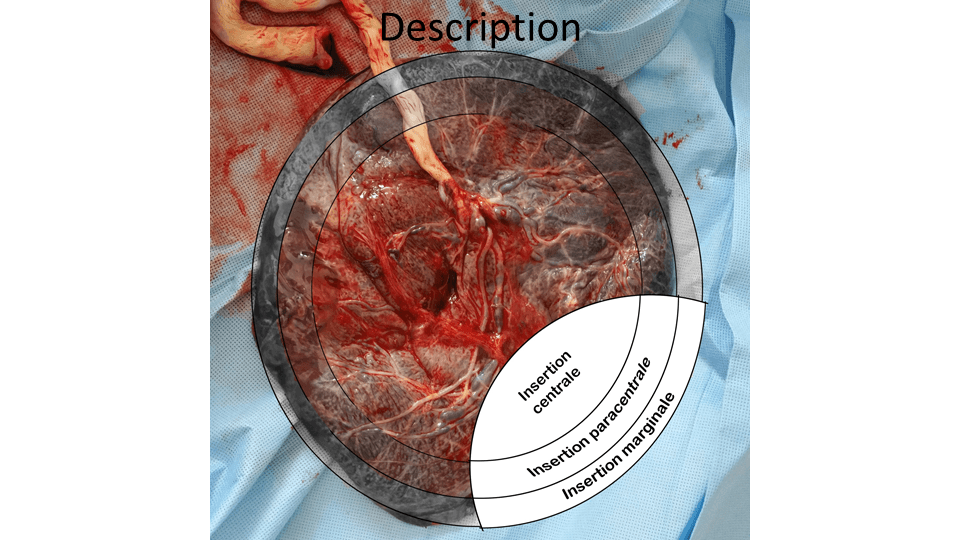 Description
Insertion
centrale
Insertion paracentrale
Insertion marginale